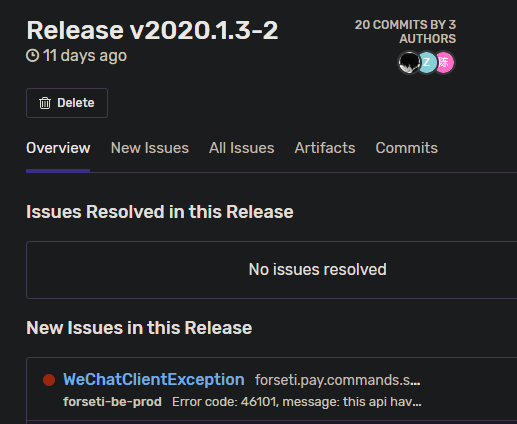 Release v2020.1.3-2
20 COMMITS BY 3
AUTHORS
11 days ago
Z
陈
Delete
Overview New Issues All Issues Artifacts Commits
Issues Resolved in this Release
No issues resolved
New Issues in this Release
WeChatClientException forseti.pay.commands.s...
forseti-be-prod Error code: 46101, message: this api hav...